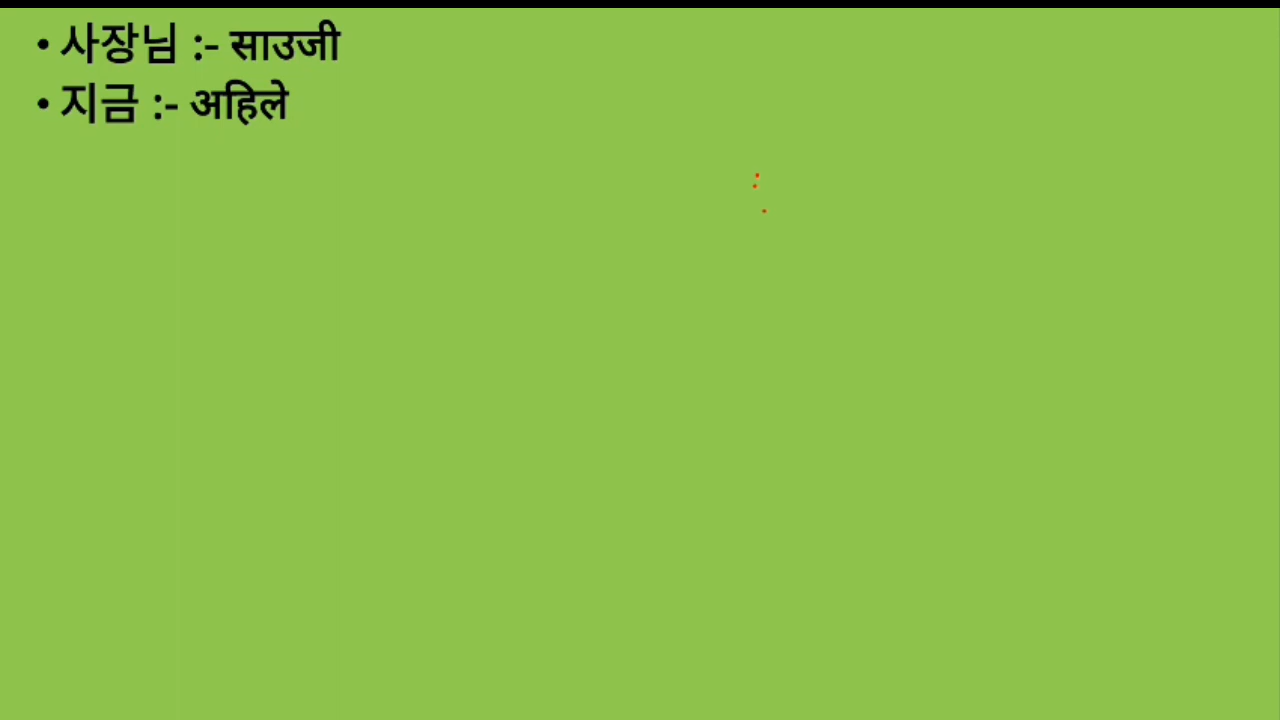 • 사장님 :- साउजी
• 지금 :- अहिले